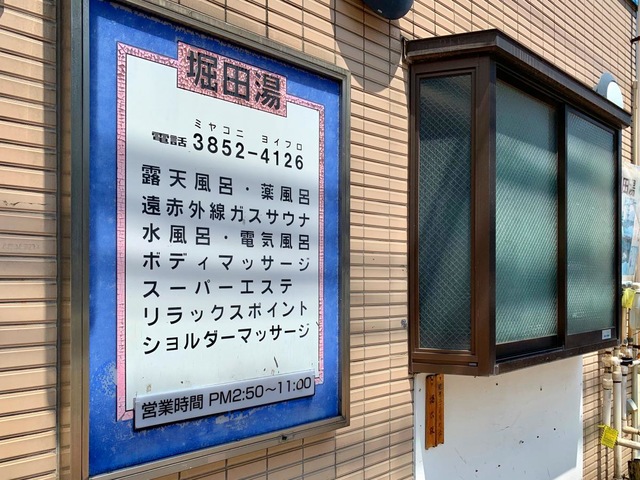 堀田湯
ミヤコニ ヨイフロ
電話 3852-4126
露天風呂・薬風呂
遠赤外線ガスサウナ
水風呂・電気風呂
ボディマッサージ
スーパーエステ
リラックスポイント
ショルダーマッサージ
営業時間 PM2:50〜11:00